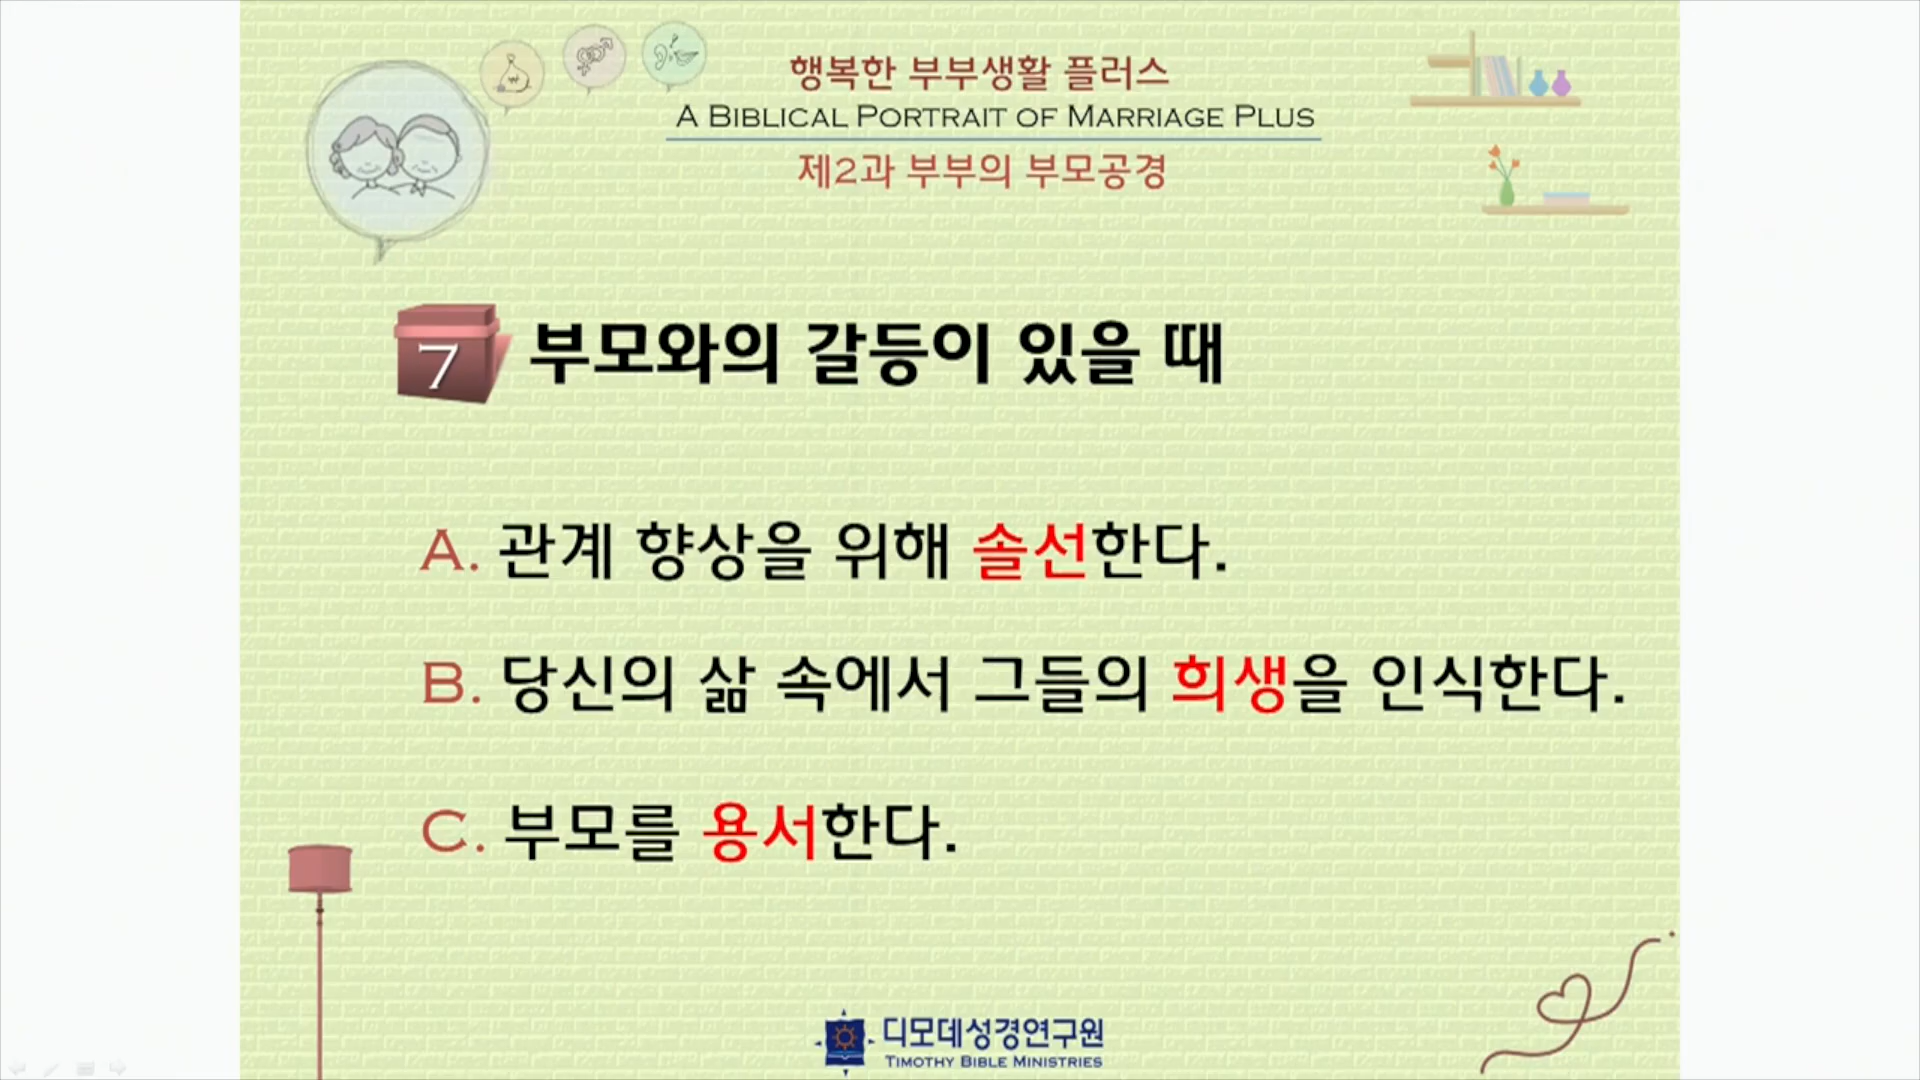 행복한 부부생활 플러스
A BIBLICAL PORTRAIT OF MARRIAGE PLUS
제2과 부부의 부모공경
7 부모와의 갈등이 있을 때
A. 관계 향상을 위해 솔선한다.
B. 당신의 삶 속에서 그들의 희생을 인식한다.
C. 부모를 용서한다.
디모데성경연구원
TIMOTHY BIBLE MINISTRIES